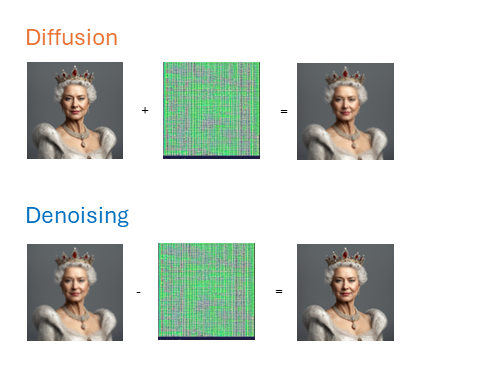 Diffusion
+
=
Denoising
-
=